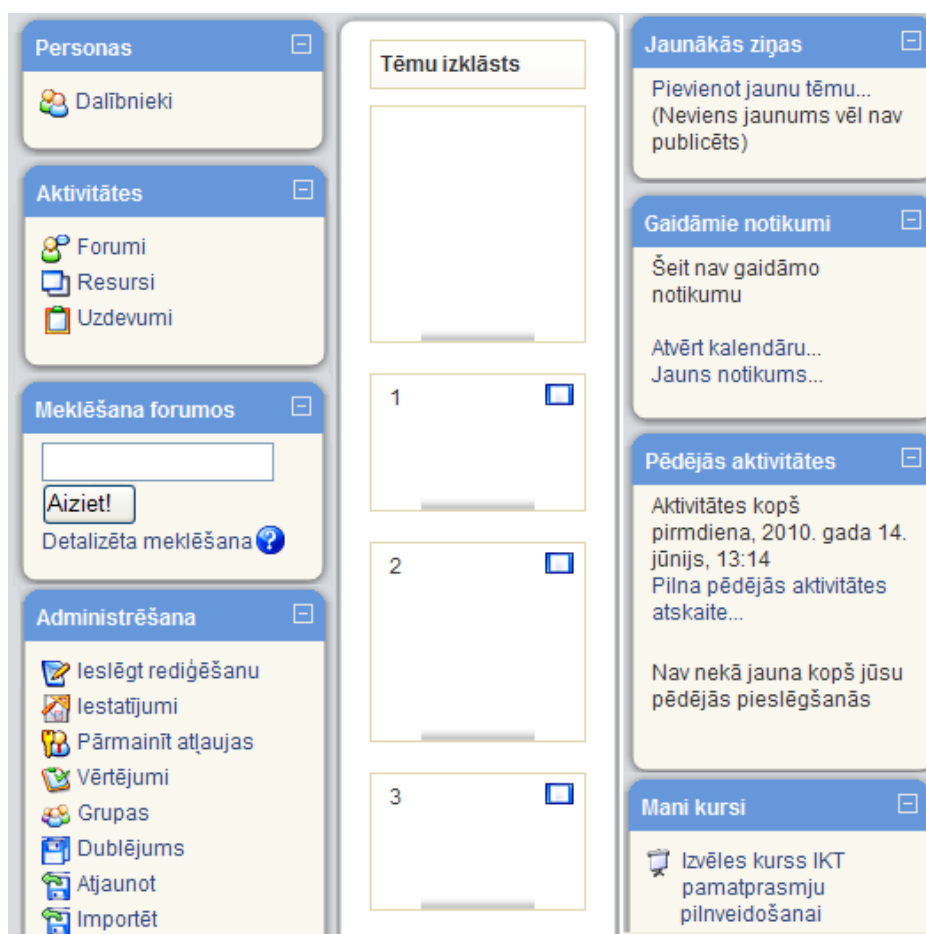 Personas
Dalībnieki
Aktivitātes
Forumi
Resursi
Uzdevumi
Meklēšana forumos
Aiziet!
Detalizēta meklēšana
Administrēšana
Ieslēgt rediģēšanu
Iestatījumi
Pārmainīt atļaujas
Vērtējumi
Grupas
Dublējums
Atjaunot
Importēt
Tēmu izklāsts
1
2
3
Jaunākās ziņas
Pievienot jaunu tēmu...
(Neviens jaunums vēl nav
publicēts)
Gaidāmie notikumi
Šeit nav gaidāmo
notikumu
Atvērt kalendāru...
Jauns notikums...
Pēdējās aktivitātes
Aktivitātes kopš
pirmdiena, 2010. gada 14.
jūnijs, 13:14
Pilna pēdējās aktivitātes
atskaite...
Nav nekā jauna kopš jūsu
pēdējās pieslēgšanās
Mani kursi
Izvēles kurss IKT
pamatprasmju
pilnveidošanai